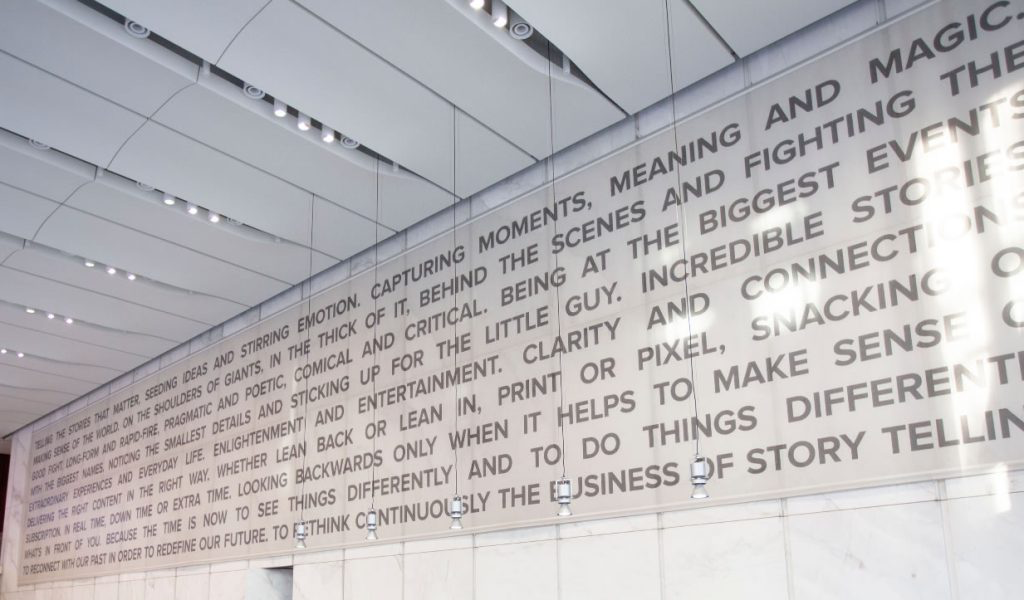 TELLING THE STORIES THAT MATTER. SEEDING IDEAS AND STIRRING EMOTION. CAPTURING MOMENTS, MEANING AND MAGIC.
MAKING SENSE OF THE WORLD. ON THE SHOULDERS OF GIANTS, IN THE THICK OF IT, BEHIND THE SCENES AND FIGHTING THE
GOOD FIGHT. LONG-FORM AND RAPID-FIRE, PRAGMATIC AND POETIC, COMICAL AND CRITICAL. BEING AT THE BIGGEST EVENTS
WITH THE BIGGEST NAMES. NOTICING THE SMALLEST DETAILS AND STICKING UP FOR THE LITTLE GUY. INCREDIBLE STORIES
EXTRAORDINARY EXPERIENCES AND EVERYDAY LIFE. ENLIGHTENMENT AND ENTERTAINMENT. CLARITY AND CONNECTIONS
DELIVERING THE RIGHT CONTENT IN THE RIGHT WAY. WHETHER LEAN BACK OR LEAN IN, PRINT OR PIXEL, SNACKING
SUBSCRIPTION, IN REAL TIME, DOWN TIME OR EXTRA TIME. LOOKING BACKWARDS ONLY WHEN IT HELPS TO MAKE SENSE
WHAT'S IN FRONT OF YOU. BECAUSE THE TIME IS NOW TO SEE THINGS DIFFERENTLY AND TO DO THINGS DIFFERENT
TO RECONNECT WITH OUR PAST IN ORDER TO REDEFINE OUR FUTURE. TO RETHINK CONTINUOUSLY THE BUSINESS OF STORY TELLIN